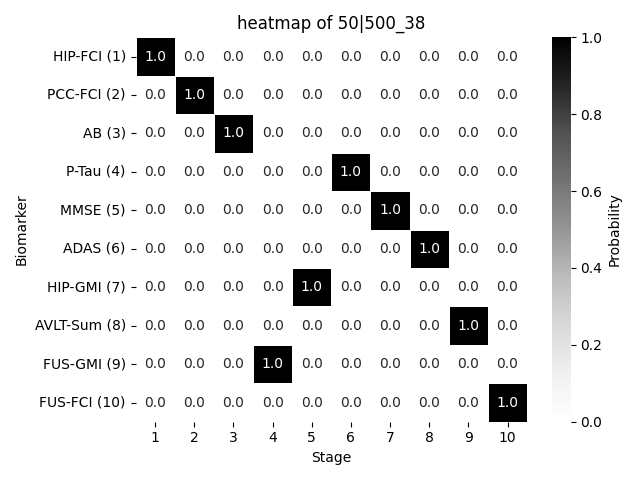 heatmap of 50|500_38
HIP-FCI (1) 1.0 0.0 0.0 0.0 0.0 0.0 0.0 0.0 0.0 0.0
PCC-FCI (2) 0.0 1.0 0.0 0.0 0.0 0.0 0.0 0.0 0.0 0.0
AB (3) 0.0 0.0 1.0 0.0 0.0 0.0 0.0 0.0 0.0 0.0
P-Tau (4) 0.0 0.0 0.0 0.0 0.0 1.0 0.0 0.0 0.0 0.0
MMSE (5) 0.0 0.0 0.0 0.0 0.0 0.0 1.0 0.0 0.0 0.0
ADAS (6) 0.0 0.0 0.0 0.0 0.0 0.0 0.0 1.0 0.0 0.0
HIP-GMI (7) 0.0 0.0 0.0 0.0 1.0 0.0 0.0 0.0 0.0 0.0
AVLT-Sum (8) 0.0 0.0 0.0 0.0 0.0 0.0 0.0 0.0 1.0 0.0
FUS-GMI (9) 0.0 0.0 0.0 1.0 0.0 0.0 0.0 0.0 0.0 0.0
FUS-FCI (10) 0.0 0.0 0.0 0.0 0.0 0.0 0.0 0.0 0.0 1.0
1 2 3 4 5 6 7 8 9 10
Stage
Biomarker
1.0
0.8
0.6
0.4
0.2
0.0
Probability